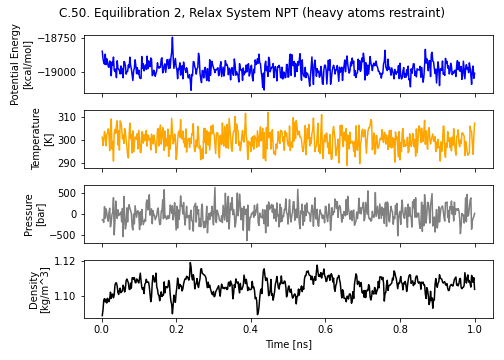 C.50. Equilibration 2, Relax System NPT (heavy atoms restraint)
Potential Energy
[kcal/mol]
−18750
−19000
Temperature
[K]
310
300
290
Pressure
[bar]
500
0
−500
Density
[kg/m^3]
1.12
1.10
0.0 0.2 0.4 0.6 0.8 1.0
Time [ns]